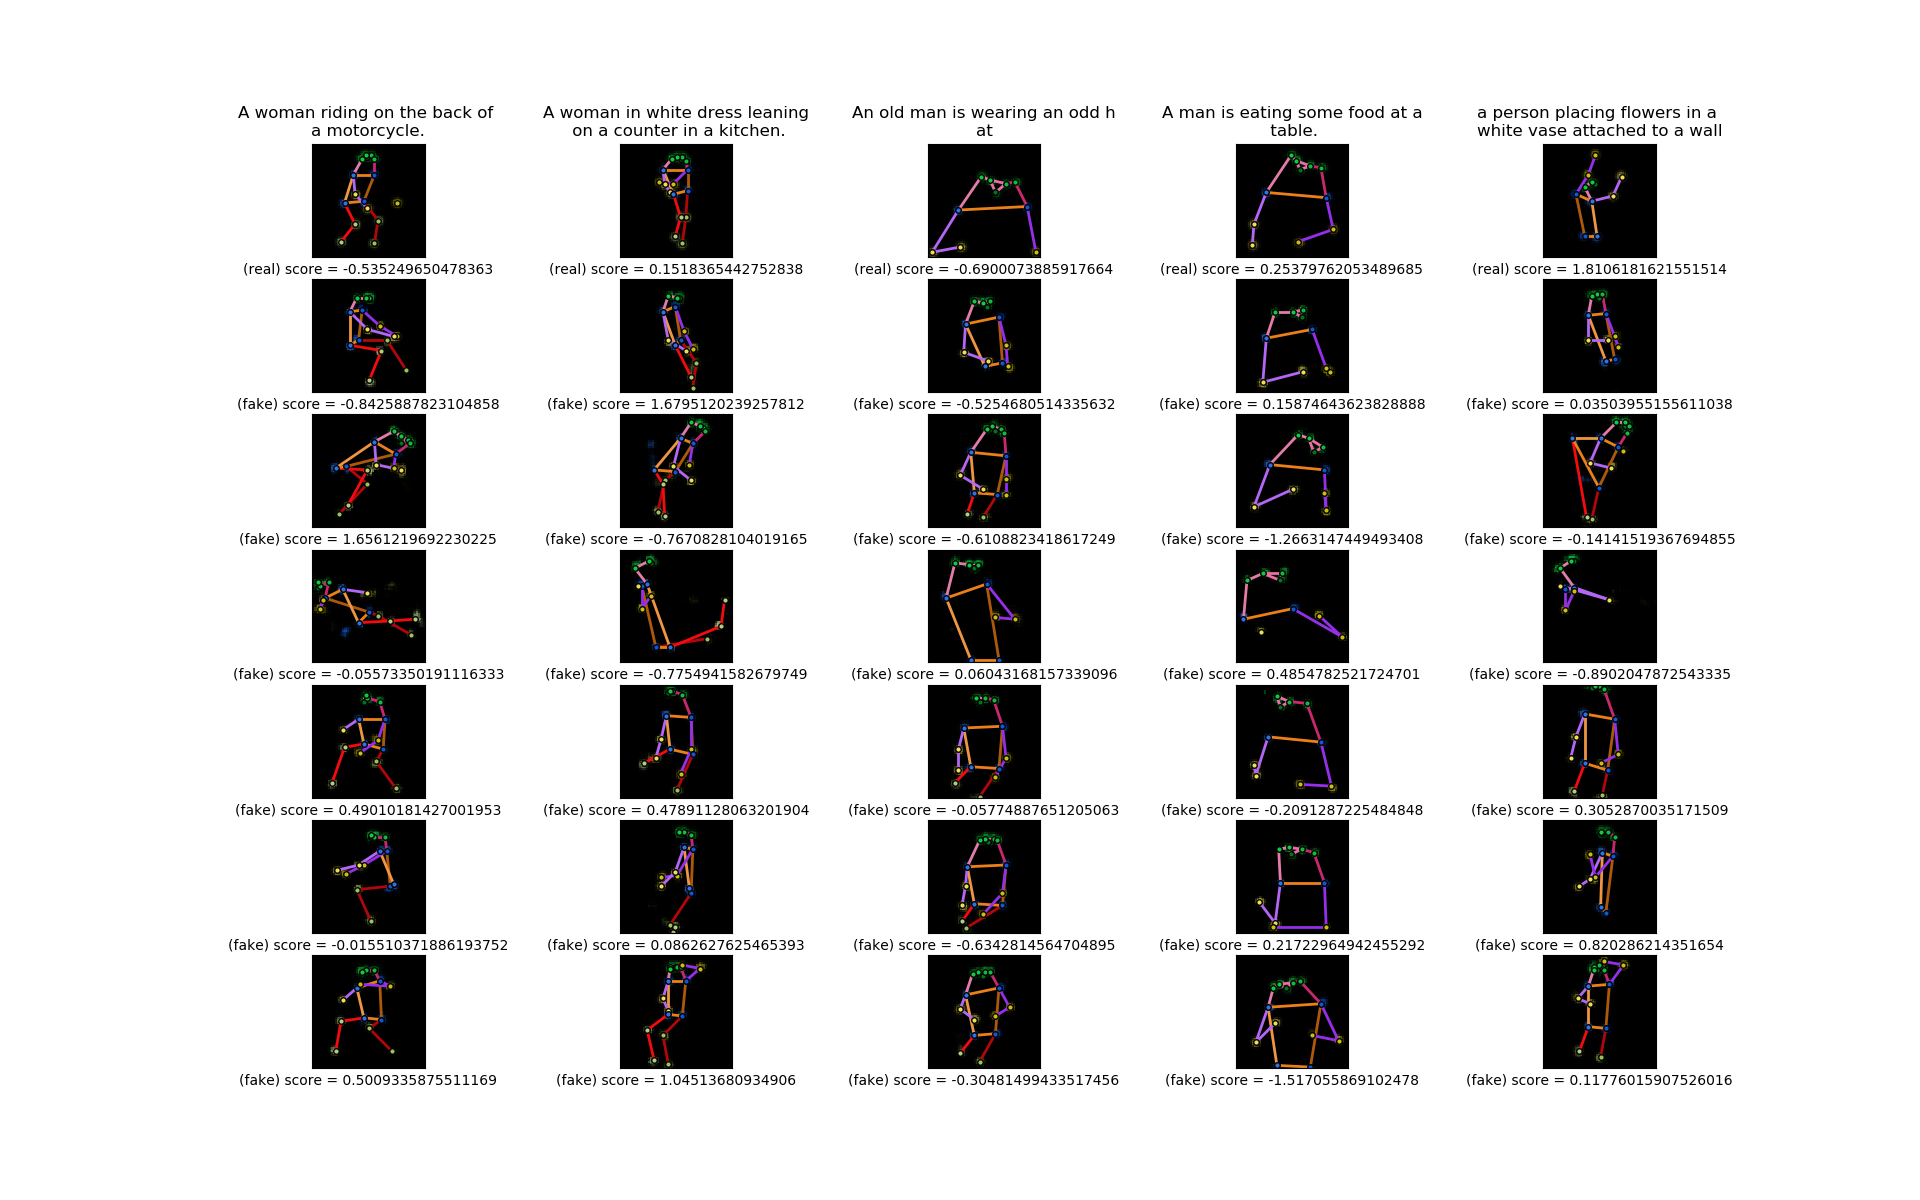 A woman riding on the back of
a motorcycle.
A woman in white dress leaning
on a counter in a kitchen.
An old man is wearing an odd h
at
A man is eating some food at a
table.
a person placing flowers in a
white vase attached to a wall
(real) score = -0.535249650478363
(real) score = 0.1518365442752838
(real) score = -0.6900073885917664
(real) score = 0.25379762053489685
(real) score = 1.8106181621551514
(fake) score = -0.8425887823104858
(fake) score = 1.6795120239257812
(fake) score = -0.5254680514335632
(fake) score = 0.15874643623828888
(fake) score = 0.03503955155611038
(fake) score = 1.6561219692230225
(fake) score = -0.7670828104019165
(fake) score = -0.6108823418617249
(fake) score = -1.2663147449493408
(fake) score = -0.14141519367694855
(fake) score = -0.05573350191116333
(fake) score = -0.7754941582679749
(fake) score = 0.06043168157339096
(fake) score = 0.4854782521724701
(fake) score = -0.8902047872543335
(fake) score = 0.49010181427001953
(fake) score = 0.47891128063201904
(fake) score = -0.05774887651205063
(fake) score = -0.2091287225484848
(fake) score = 0.3052870035171509
(fake) score = -0.015510371886193752
(fake) score = 0.0862627625465393
(fake) score = -0.6342814564704895
(fake) score = 0.21722964942455292
(fake) score = 0.820286214351654
(fake) score = 0.5009335875511169
(fake) score = 1.04513680934906
(fake) score = -0.30481499433517456
(fake) score = -1.517055869102478
(fake) score = 0.11776015907526016